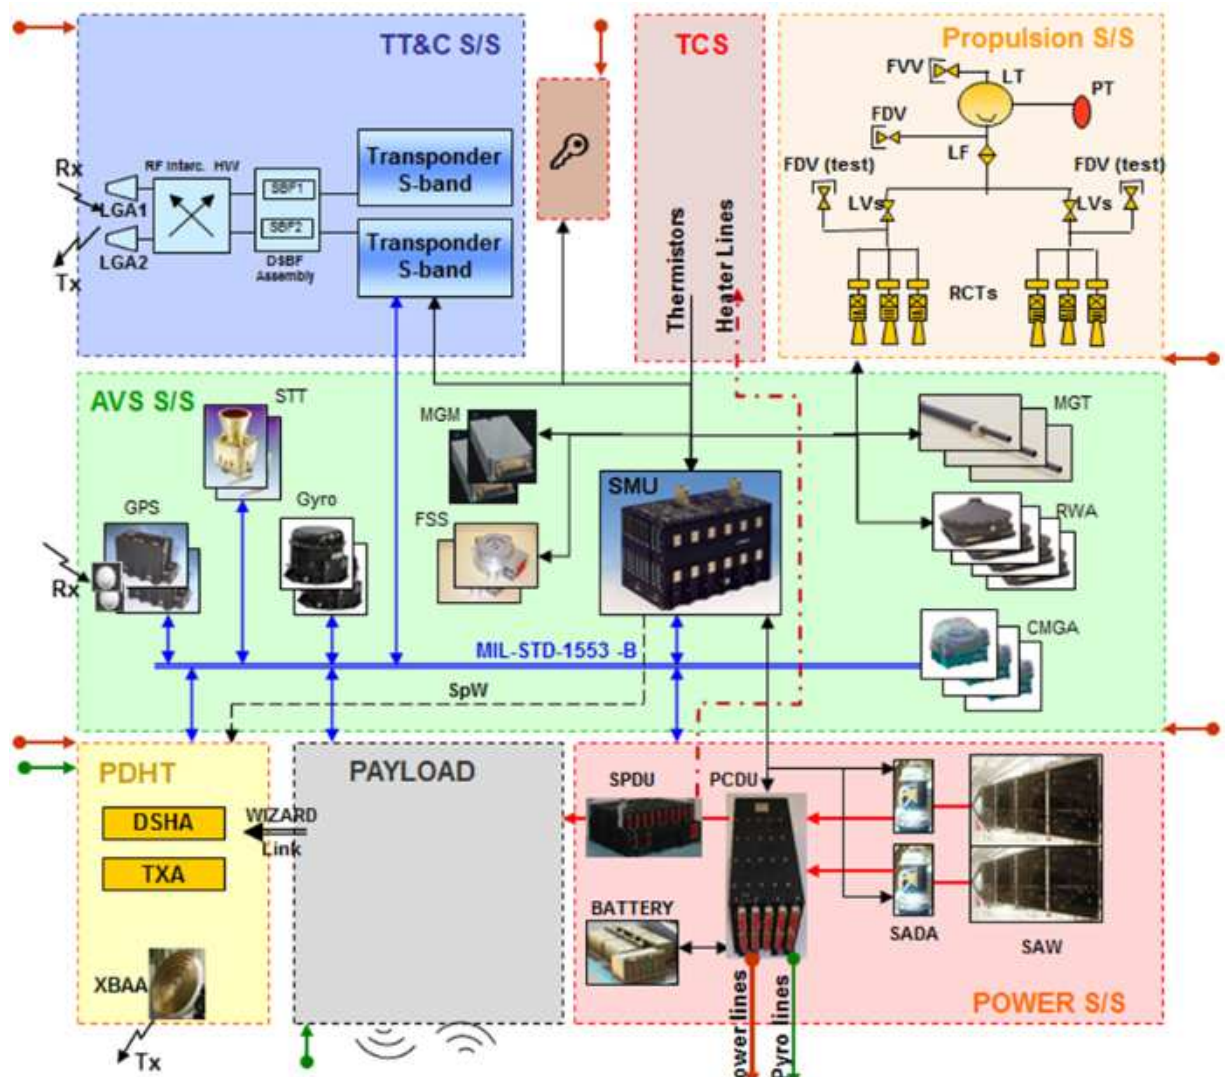 TT&C S/S
TCS
Propulsion S/S
FVV
LT
PT
FDV
LF
FDV (test)
FDV (test)
LVs
LVs
RCTs
Rx
RF Interc. HW
LGA1
LGA2
Tx
SBF1
SBF2
DSBF
Assembly
Transponder
S-band
Transponder
S-band
Thermistors
Heater Lines
AVS S/S
STT
MGM
MGT
GPS
Gyro
FSS
SMU
RWA
Rx
CMGA
MIL-STD-1553 -B
SpW
PDHT
PAYLOAD
SPDU
PCDU
DSHA
WIZARD
Link
TXA
BATTERY
SADA
SAW
XBAA
Tx
POWER S/S
ower lines
Pyro lines